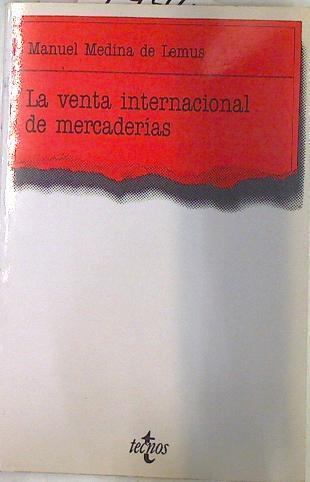 Manuel Medina de Lemus
La venta internacional
de mercaderías
tecnos